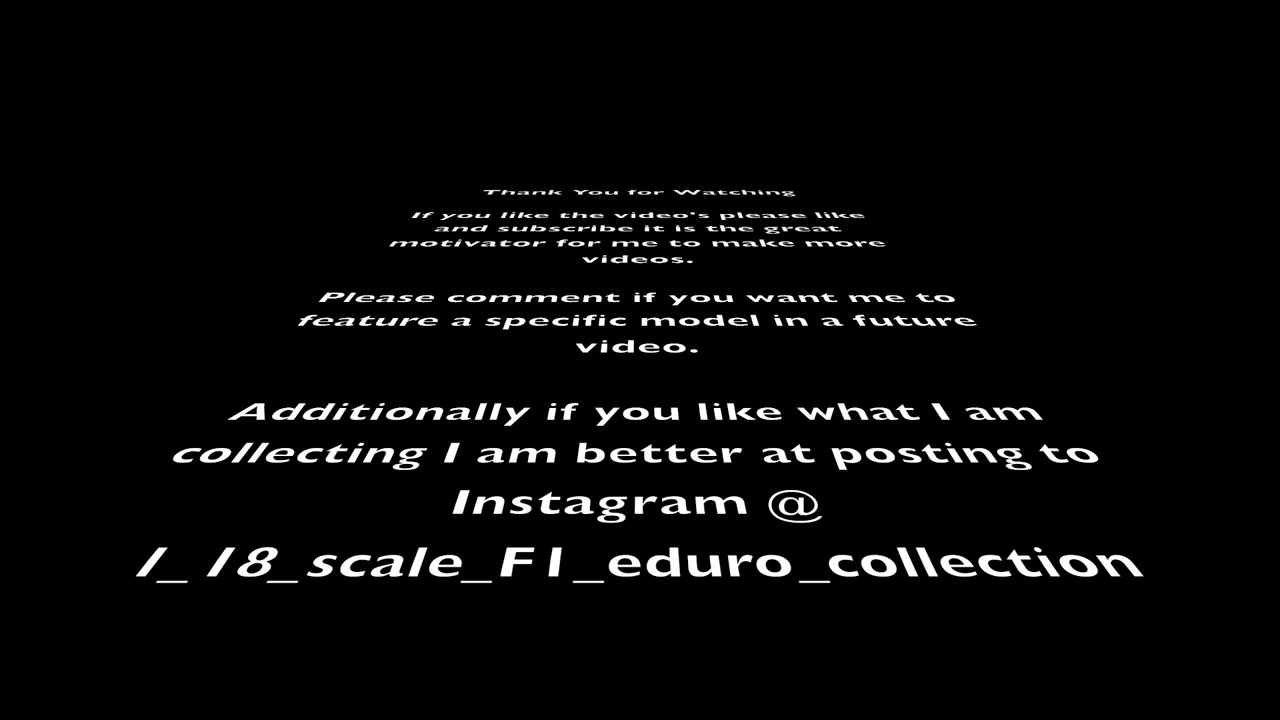 Thank You for Watching
If you like the video's please like
and subscribe it is the great
motivator for me to make more
videos.
Please comment if you want me to
feature a specific model in a future
video.
Additionally if you like what I am
collecting I am better at posting to
Instagram @
1_18_scale_F1_eduro_collection